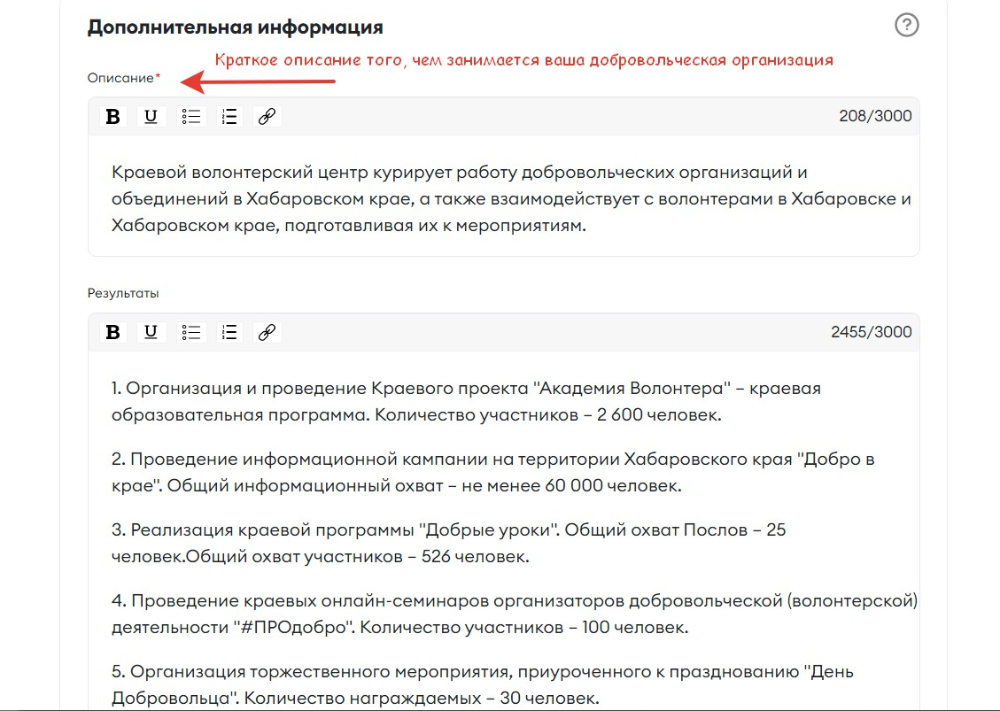 Дополнительная информация
Краткое описание того, чем занимается ваша добровольческая организация
Описание*
B U 208/3000
Краевой волонтерский центр курирует работу добровольческих организаций и
объединений в Хабаровском крае, а также взаимодействует с волонтерами в Хабаровске и
Хабаровском крае, подготавливая их к мероприятиям.
Результаты
B U 2455/3000
1. Организация и проведение Краевого проекта "Академия Волонтера" – краевая
образовательная программа. Количество участников – 2 600 человек.
2. Проведение информационной кампании на территории Хабаровского края "Добро в
крае". Общий информационный охват – не менее 60 000 человек.
3. Реализация краевой программы "Добрые уроки". Общий охват Послов – 25
человек.Общий охват участников – 526 человек.
4. Проведение краевых онлайн-семинаров организаторов добровольческой (волонтерской)
деятельности "#ПРОдобро". Количество участников – 100 человек.
5. Организация торжественного мероприятия, приуроченного к празднованию "День
Добровольца". Количество награждаемых – 30 человек.